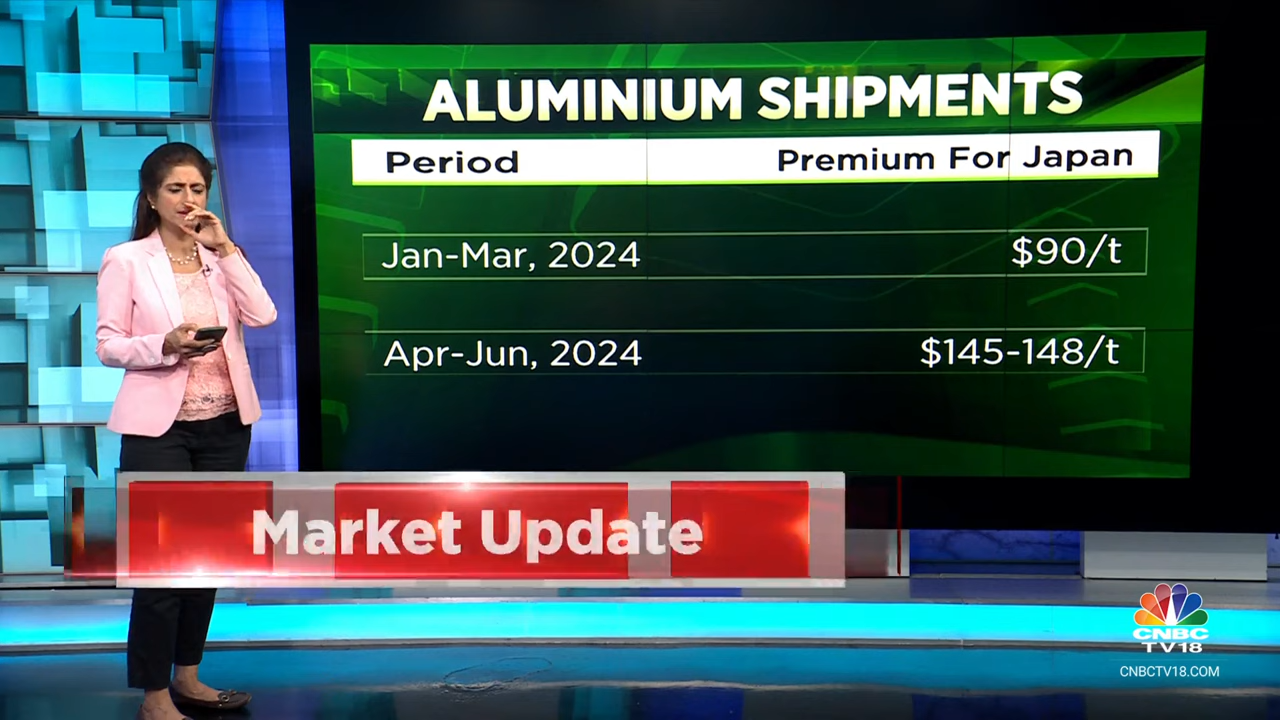 ALUMINIUM SHIPMENTS
Period Premium For Japan
Jan-Mar, 2024 $90/t
Apr-Jun, 2024 $145-148/t
Market Update
CNBC
TV18
CNBCTV18.COM